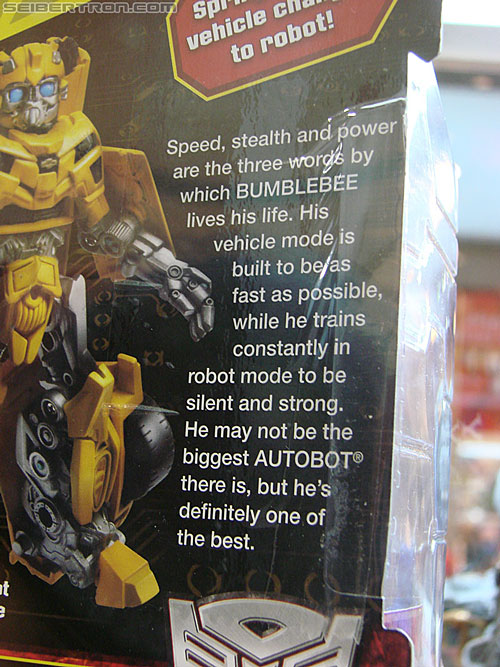 SEIBERTRON.COM
vehicle
to robot!
Speed, stealth and power
are the three words by
which BUMBLEBEE
lives his life. His
vehicle mode is
built to be as
fast as possible,
while he trains
constantly in
robot mode to be
silent and strong.
He may not be the
biggest AUTOBOT®
there is, but he's
definitely one of
the best.